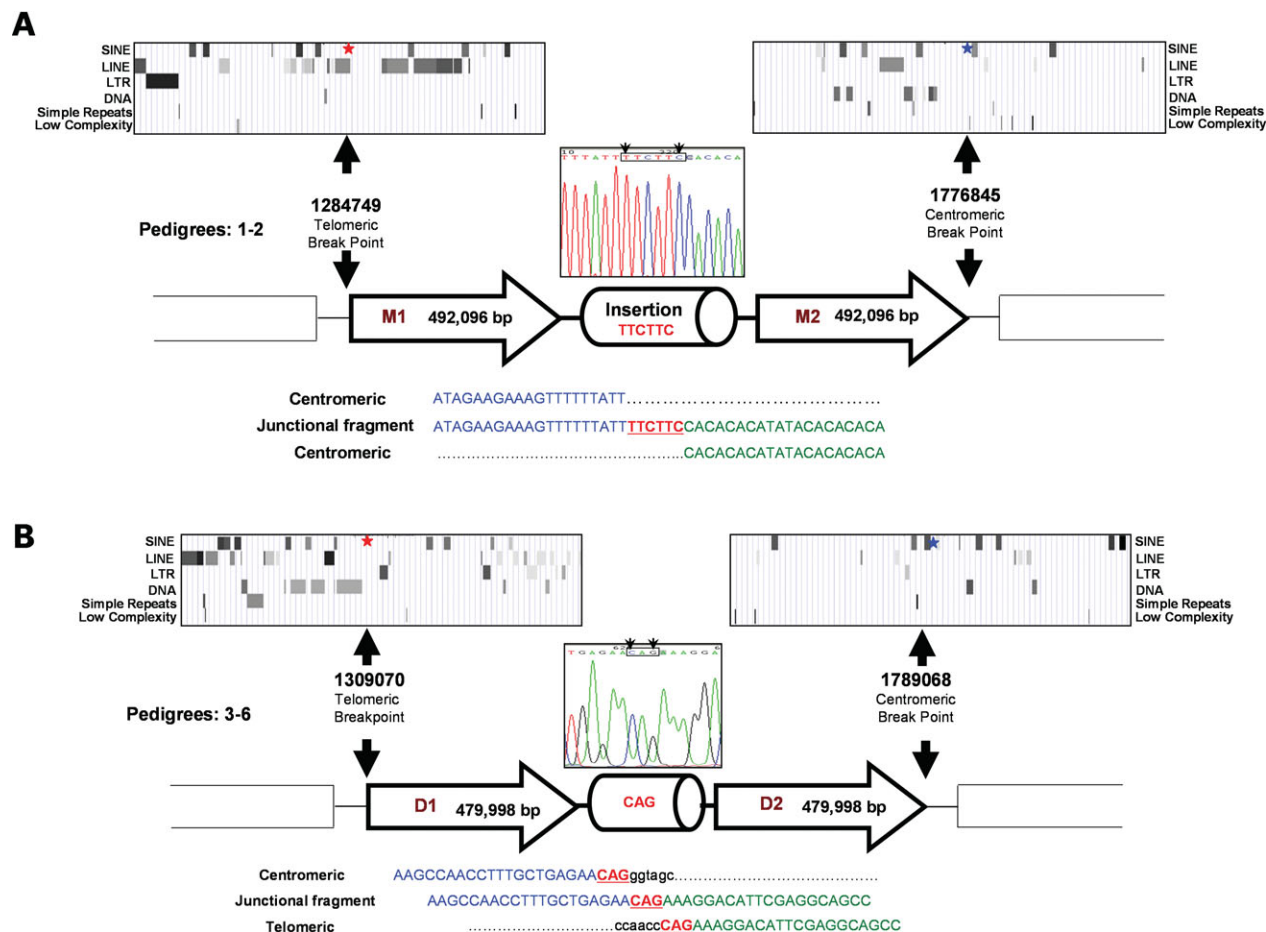 A
SINE
LINE
LTR
DNA
Simple Repeats
Low Complexity
SINE
LINE
LTR
DNA
Simple Repeats
Low Complexity
1284749
Telomeric
Break Point
Pedigrees: 1-2
T T T A T T T T C T T C C A C A C A
1776845
Centromeric
Break Point
M1 492,096 bp
Insertion
TTCTTC
M2 492,096 bp
Centromeric ATAGAAGAAAGTTTTTTATT
Junctional fragment ATAGAAGAAAGTTTTTTATTTTCTTCCACACACATATACACACACA
Centromeric CACACACATATACACACACA
B
SINE
LINE
LTR
DNA
Simple Repeats
Low Complexity
SINE
LINE
LTR
DNA
Simple Repeats
Low Complexity
1309070
Telomeric
Breakpoint
Pedigrees: 3-6
T G A G A A C A G A A A G G A
1789068
Centromeric
Break Point
D1 479,998 bp
CAG
D2 479,998 bp
Centromeric AAGCCAACCTTTGCTGAGAACAGggtagc
Junctional fragment AAGCCAACCTTTGCTGAGAACAGAAAGGACATTCGAGGCAGCC
Telomeric ccaaccCAGAAAGGACATTCGAGGCAGCC